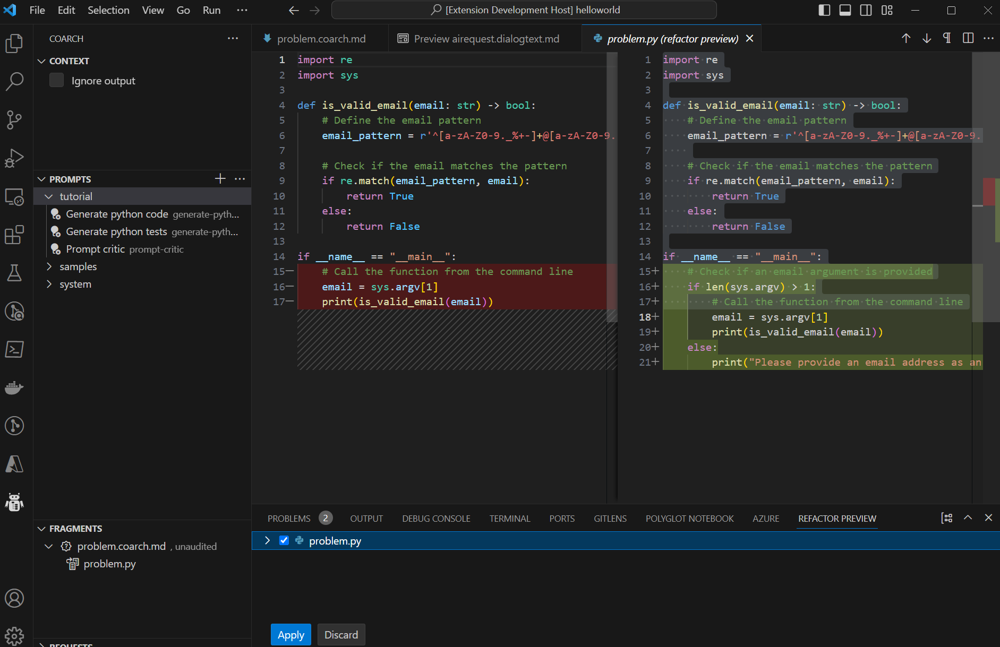 File Edit Selection View Go Run ···
[Extension Development Host] helloworld
COARCH
CONTEXT
Ignore output
PROMPTS
tutorial
Generate python code generate-pyth...
Generate python tests generate-pyth...
Prompt critic prompt-critic
samples
system
FRAGMENTS
problem.coarch.md , unaudited
problem.py
REQUESTS
problem.coarch.md
Preview airequest.dialogtext.md
problem.py (refactor preview)
1 import re
2 import sys
3
4 def is_valid_email(email: str) -> bool:
5 # Define the email pattern
6 email_pattern = r'^[a-zA-Z0-9._%+-]+@[a-zA-Z0-9.
7
8 # Check if the email matches the pattern
9 if re.match(email_pattern, email):
10 return True
11 else:
12 return False
13
14 if __name__ == "__main__":
15— # Call the function from the command line
16— email = sys.argv[1]
17— print(is_valid_email(email))
1 import re
2 import sys
3
4 def is_valid_email(email: str) -> bool:
5 # Define the email pattern
6 email_pattern = r'^[a-zA-Z0-9._%+-]+@[a-zA-Z0-9.
7
8 # Check if the email matches the pattern
9 if re.match(email_pattern, email):
10 return True
11 else:
12 return False
13
14 if __name__ == "__main__":
15+ # Check if an email argument is provided
16+ if len(sys.argv) > 1:
17+ # Call the function from the command line
18+ email = sys.argv[1]
19+ print(is_valid_email(email))
20+ else:
21+ print("Please provide an email address as an
PROBLEMS 2 OUTPUT DEBUG CONSOLE TERMINAL PORTS GITLENS POLYGLOT NOTEBOOK AZURE REFACTOR PREVIEW
problem.py
Apply Discard